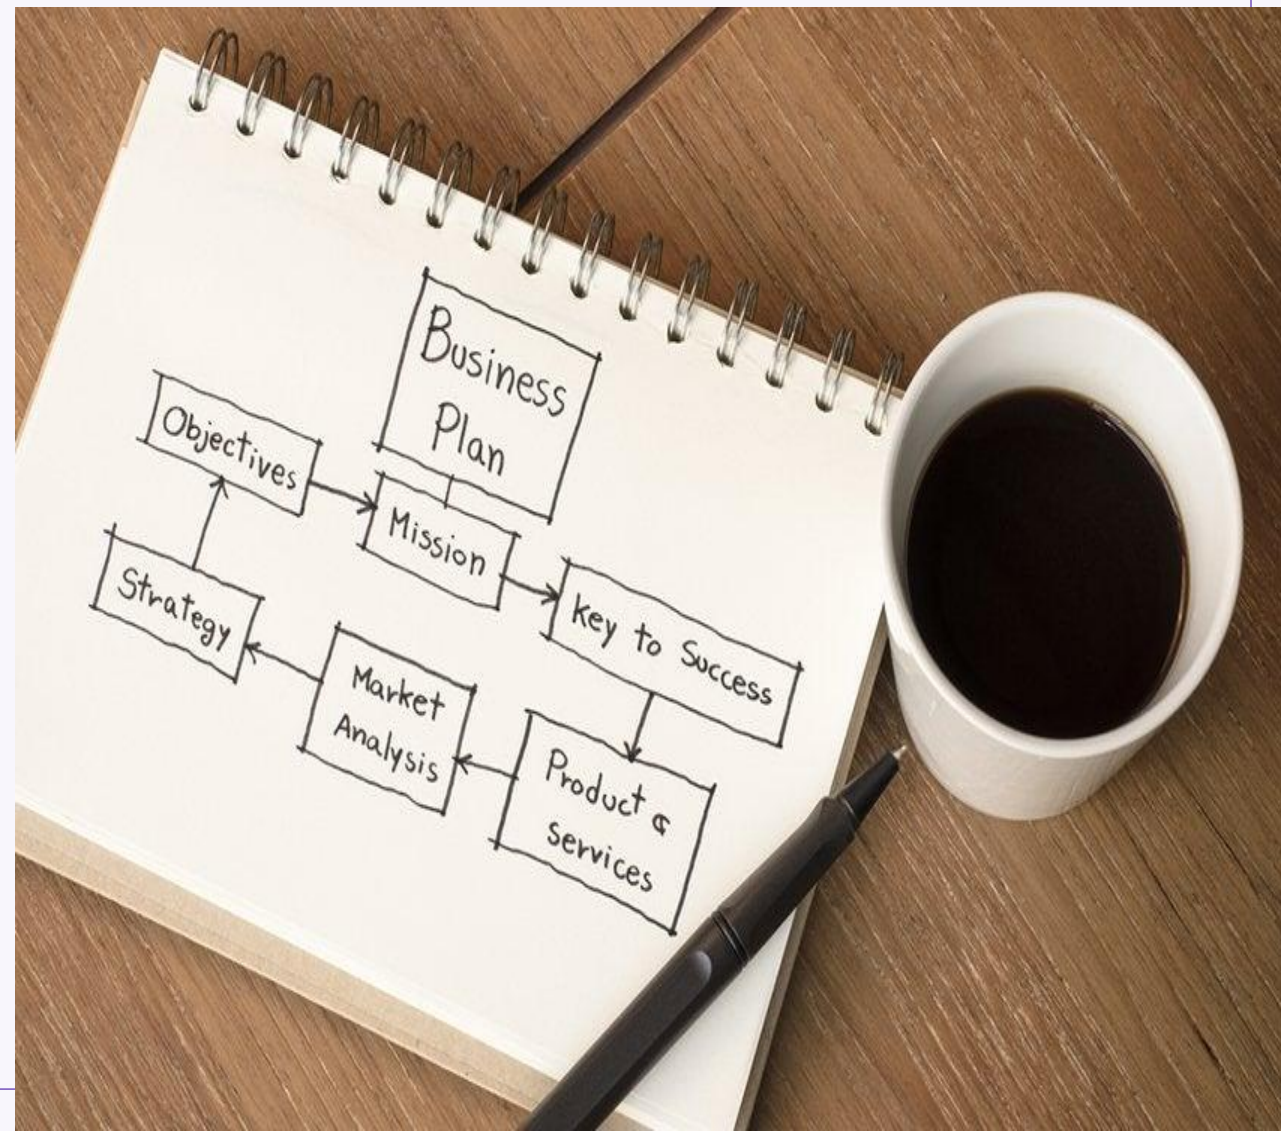 Business
Plan
Objectives
Mission
Key to Success
Strategy
Market
Analysis
Product &
services